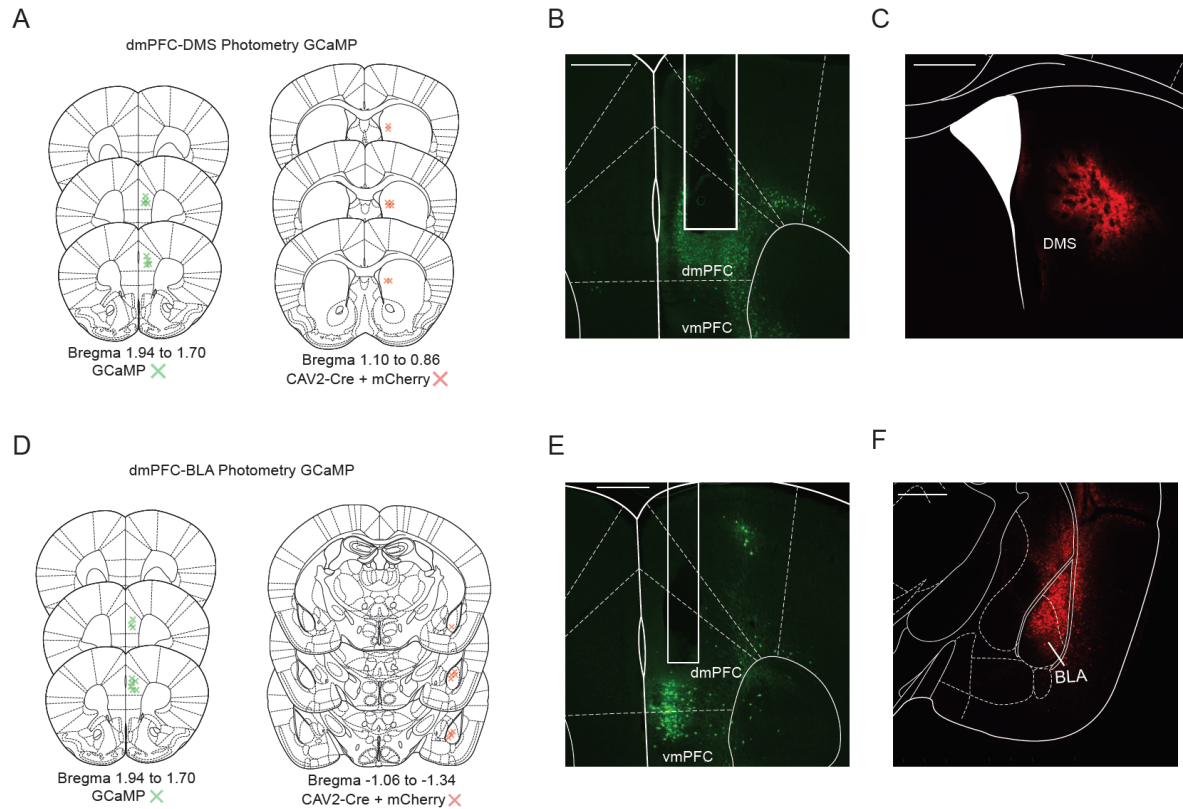 A
dmPFC-DMS Photometry GCaMP
Bregma 1.94 to 1.70
GCaMP
Bregma 1.10 to 0.86
CAV2-Cre + mCherry
B
dmPFC
vmPFC
C
DMS
D
dmPFC-BLA Photometry GCaMP
Bregma 1.94 to 1.70
GCaMP
Bregma -1.06 to -1.34
CAV2-Cre + mCherry
E
dmPFC
vmPFC
F
BLA